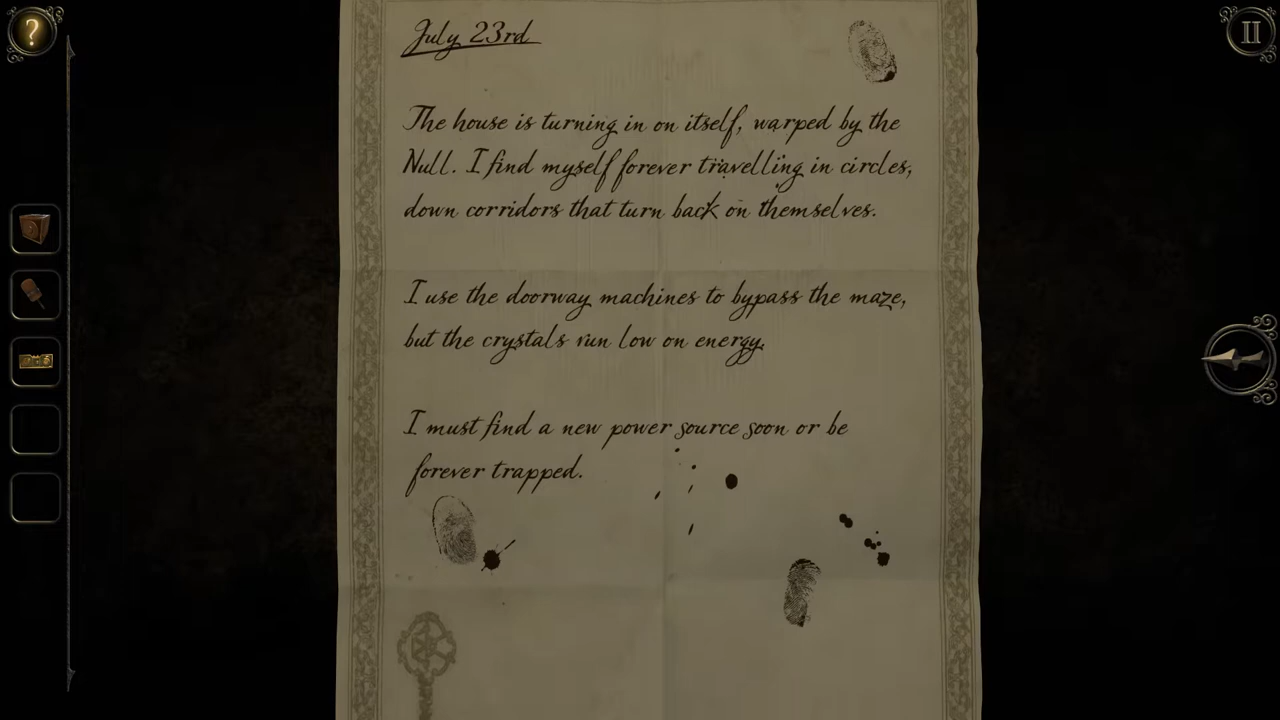 July 23rd
The house is turning in on itself, warped by the
Null. I find myself forever travelling in circles,
down corridors that turn back on themselves.
I use the doorway machines to bypass the maze,
but the crystals run low on energy.
I must find a new power source soon or be
forever trapped.
?